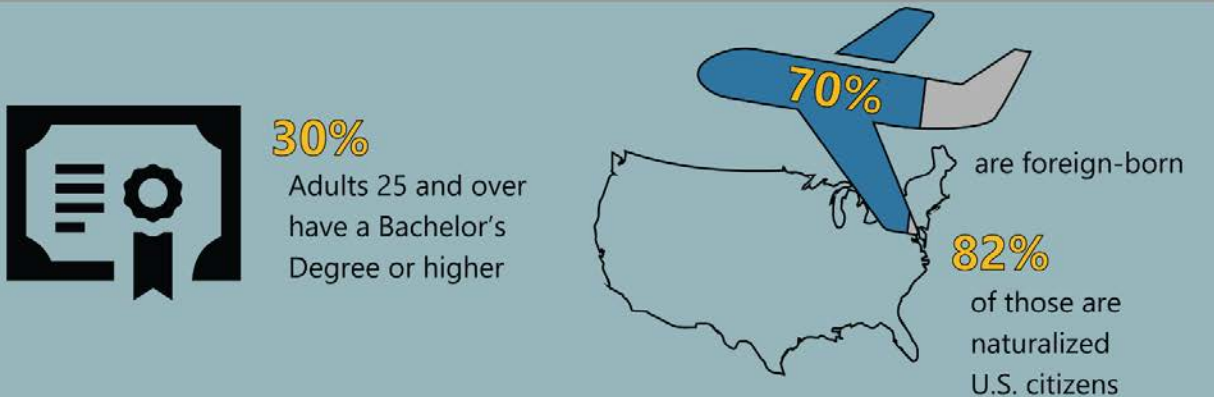 30%
Adults 25 and over
have a Bachelor's
Degree or higher
70%
are foreign-born
82%
of those are
naturalized
U.S. citizens